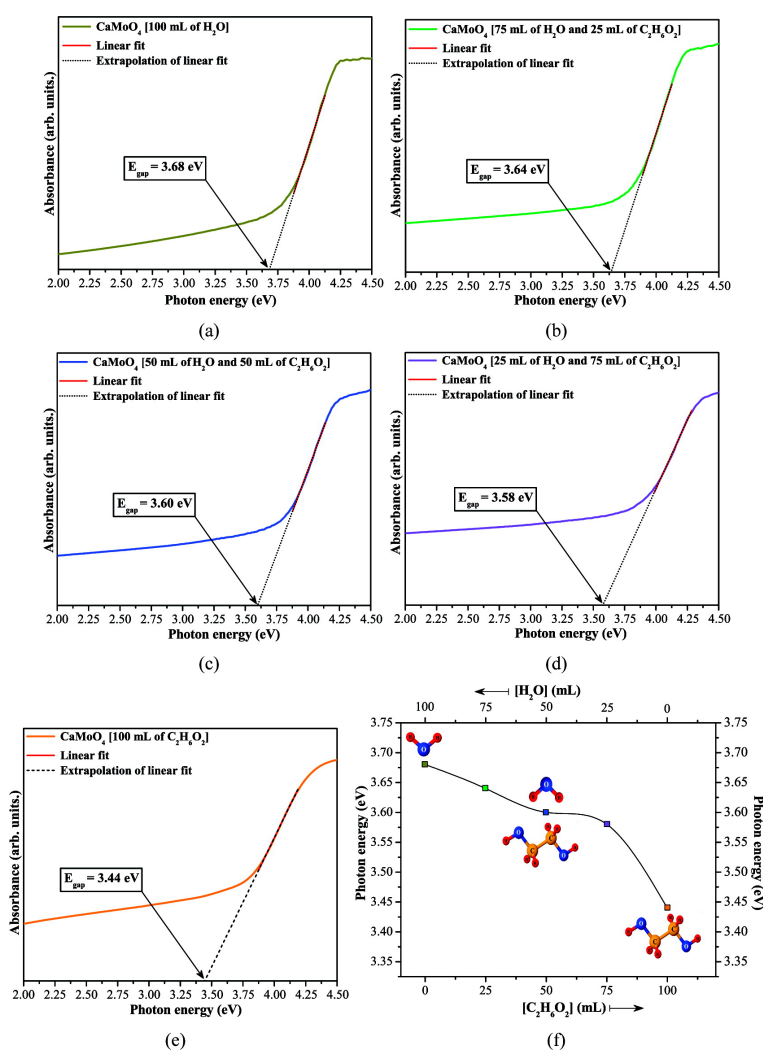 CaMoO4 [100 mL of H2O]
Linear fit
Extrapolation of linear fit
Absorbance (arb. units.)
Egap = 3.68 eV
2.00 2.25 2.50 2.75 3.00 3.25 3.50 3.75 4.00 4.25 4.50
Photon energy (eV)
(a)
CaMoO4 [75 mL of H2O and 25 mL of C2H6O2]
Linear fit
Extrapolation of linear fit
Absorbance (arb. units.)
Egap = 3.64 eV
2.00 2.25 2.50 2.75 3.00 3.25 3.50 3.75 4.00 4.25 4.50
Photon energy (eV)
(b)
CaMoO4 [50 mL of H2O and 50 mL of C2H6O2]
Linear fit
Extrapolation of linear fit
Absorbance (arb. units.)
Egap = 3.60 eV
2.00 2.25 2.50 2.75 3.00 3.25 3.50 3.75 4.00 4.25 4.50
Photon energy (eV)
(c)
CaMoO4 [25 mL of H2O and 75 mL of C2H6O2]
Linear fit
Extrapolation of linear fit
Absorbance (arb. units.)
Egap = 3.58 eV
2.00 2.25 2.50 2.75 3.00 3.25 3.50 3.75 4.00 4.25 4.50
Photon energy (eV)
(d)
CaMoO4 [100 mL of C2H6O2]
Linear fit
Extrapolation of linear fit
Absorbance (arb. units.)
Egap = 3.44 eV
2.00 2.25 2.50 2.75 3.00 3.25 3.50 3.75 4.00 4.25 4.50
Photon energy (eV)
(e)
[H2O] (mL)
100 75 50 25 0
3.75 3.75
3.70 3.70
3.65 3.65
3.60 3.60
3.55 3.55
3.50 3.50
3.45 3.45
3.40 3.40
3.35 3.35
Photon energy (eV)
Photon energy (eV)
0 25 50 75 100
[C2H6O2] (mL)
(f)